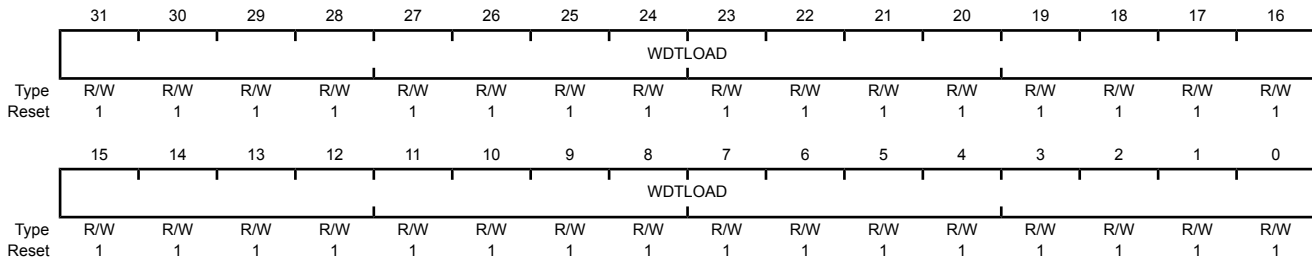 31 30 29 28 27 26 25 24 23 22 21 20 19 18 17 16
WDTLOAD
Type R/W R/W R/W R/W R/W R/W R/W R/W R/W R/W R/W R/W R/W R/W R/W R/W
Reset 1 1 1 1 1 1 1 1 1 1 1 1 1 1 1 1
15 14 13 12 11 10 9 8 7 6 5 4 3 2 1 0
WDTLOAD
Type R/W R/W R/W R/W R/W R/W R/W R/W R/W R/W R/W R/W R/W R/W R/W R/W
Reset 1 1 1 1 1 1 1 1 1 1 1 1 1 1 1 1